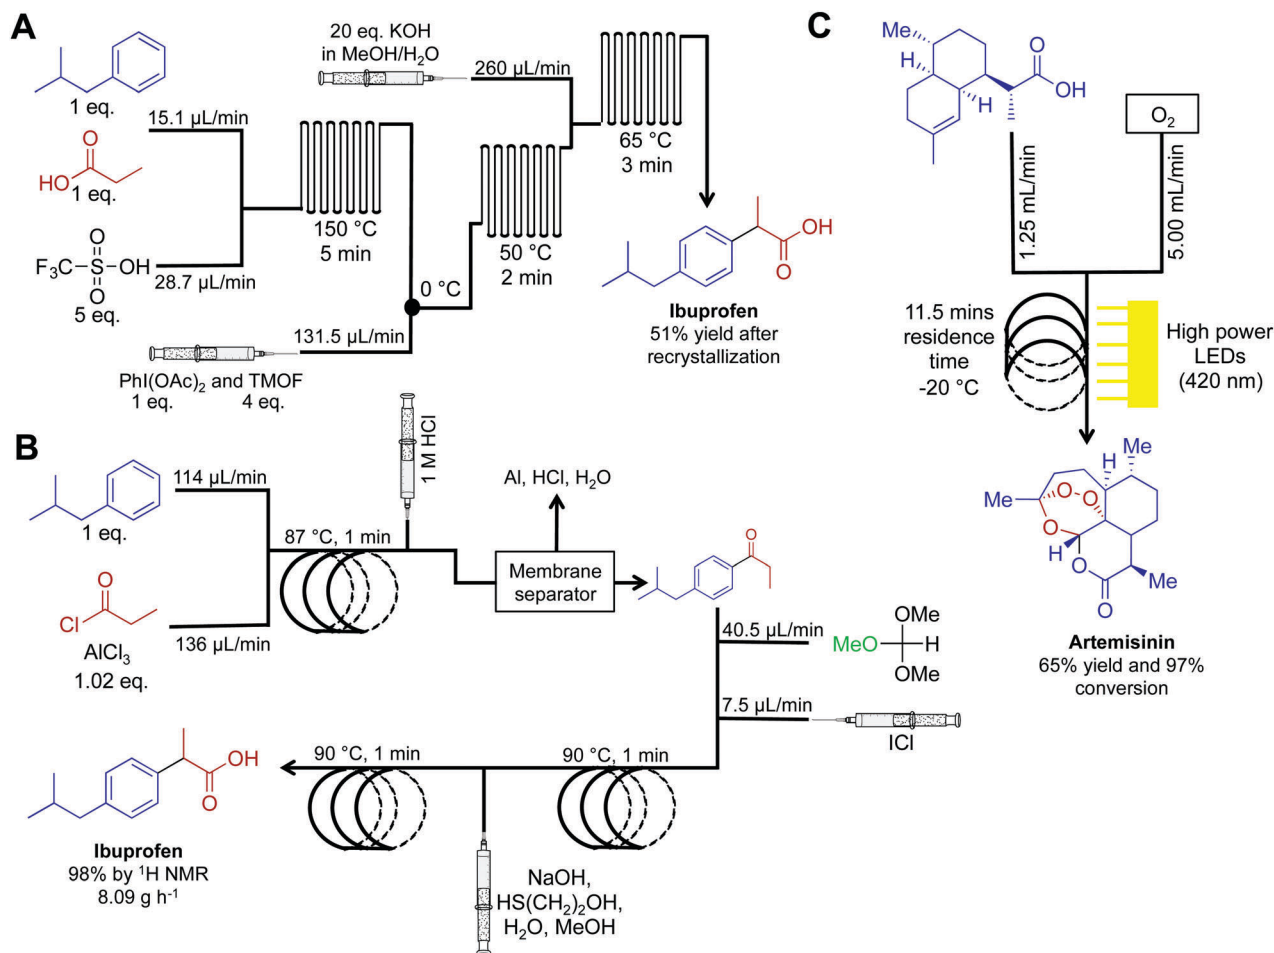 A
1 eq.
15.1 µL/min
O
HO
1 eq.
O
F₃C-S-OH
O
28.7 µL/min
5 eq.
150 °C
5 min
131.5 µL/min
PhI(OAc)₂ and TMOF
1 eq. 4 eq.
0 °C
20 eq. KOH
in MeOH/H₂O
260 µL/min
50 °C
2 min
65 °C
3 min
OH
O
Ibuprofen
51% yield after
recrystallization
B
1 eq.
114 µL/min
O
Cl
AlCl₃
1.02 eq.
136 µL/min
87 °C, 1 min
1 M HCl
Al, HCl, H₂O
Membrane
separator
O
40.5 µL/min
OMe
MeO H
OMe
7.5 µL/min
ICl
90 °C, 1 min
NaOH,
HS(CH₂)₂OH,
H₂O, MeOH
90 °C, 1 min
OH
O
Ibuprofen
98% by ¹H NMR
8.09 g h⁻¹
C
Me
H
H
O
OH
O₂
1.25 mL/min
5.00 mL/min
11.5 mins
residence
time
-20 °C
High power
LEDs
(420 nm)
H
Me
Me
O
O
O
H
O
Me
O
Artemisinin
65% yield and 97%
conversion